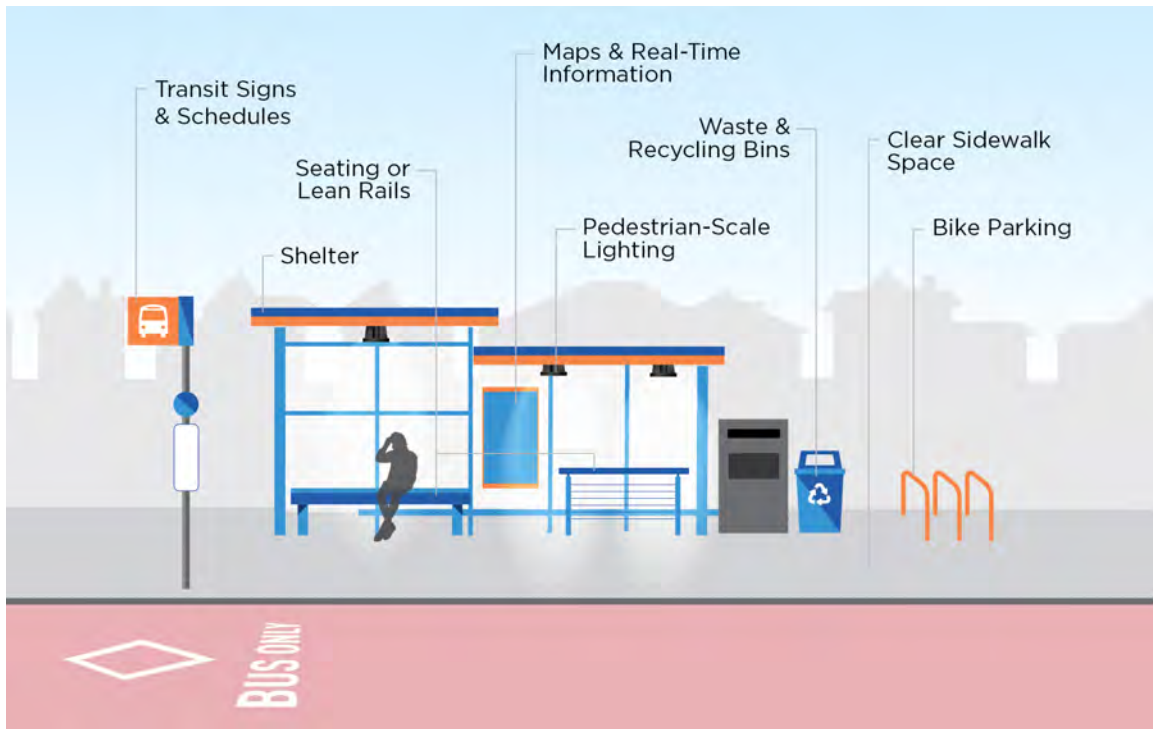 Maps & Real-Time
Information
Transit Signs
& Schedules
Waste &
Recycling Bins
Clear Sidewalk
Space
Seating or
Lean Rails
Pedestrian-Scale
Lighting
Bike Parking
Shelter
BUS ONLY